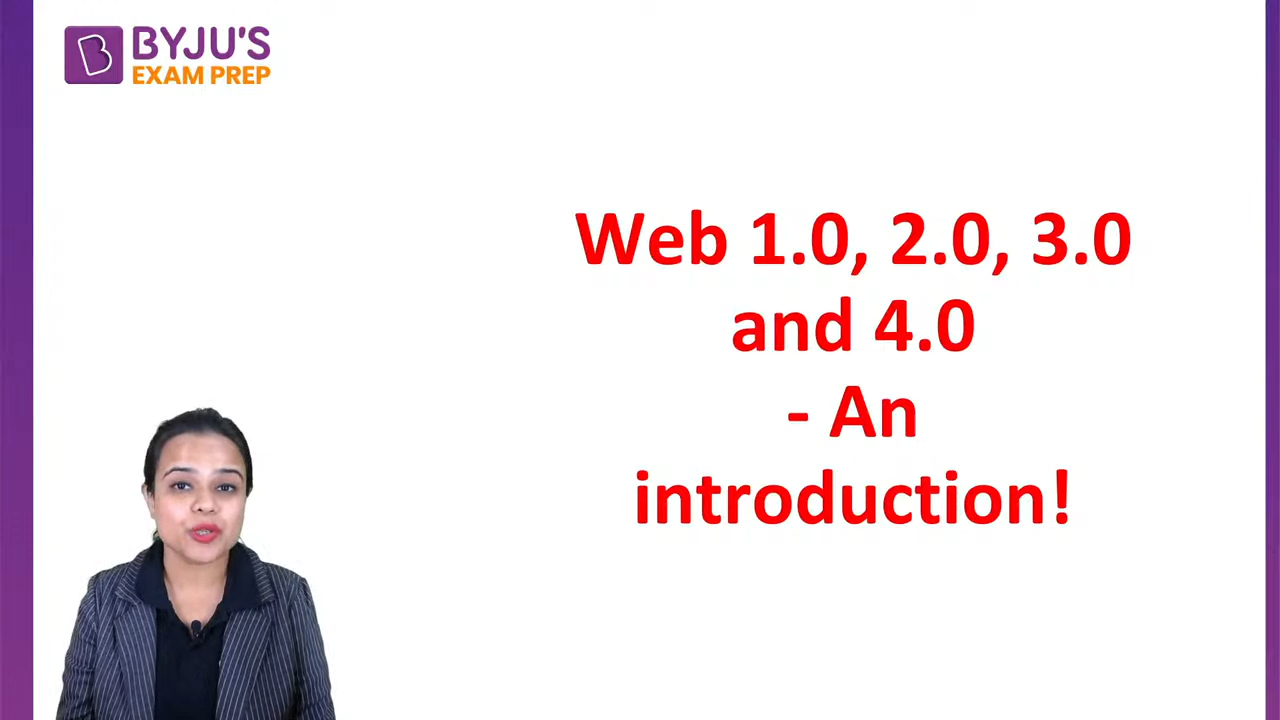 BYJU'S
EXAM PREP
Web 1.0, 2.0, 3.0
and 4.0
- An
introduction!